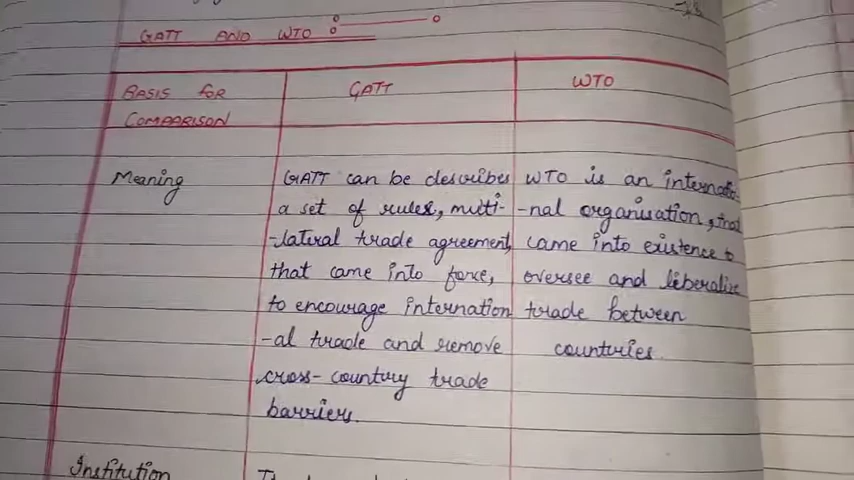 GATT AND WTO
BASIS FOR COMPARISON
GATT
WTO
Meaning
GATT can be describes
a set of rules, multi-
-lateral trade agreement,
that came into force,
to encourage internation
-al trade and remove
cross-country trade
barriers.
WTO is an internatio-
-nal organisation, that
came into existence to
oversee and liberalize
trade between
countries.
Institution